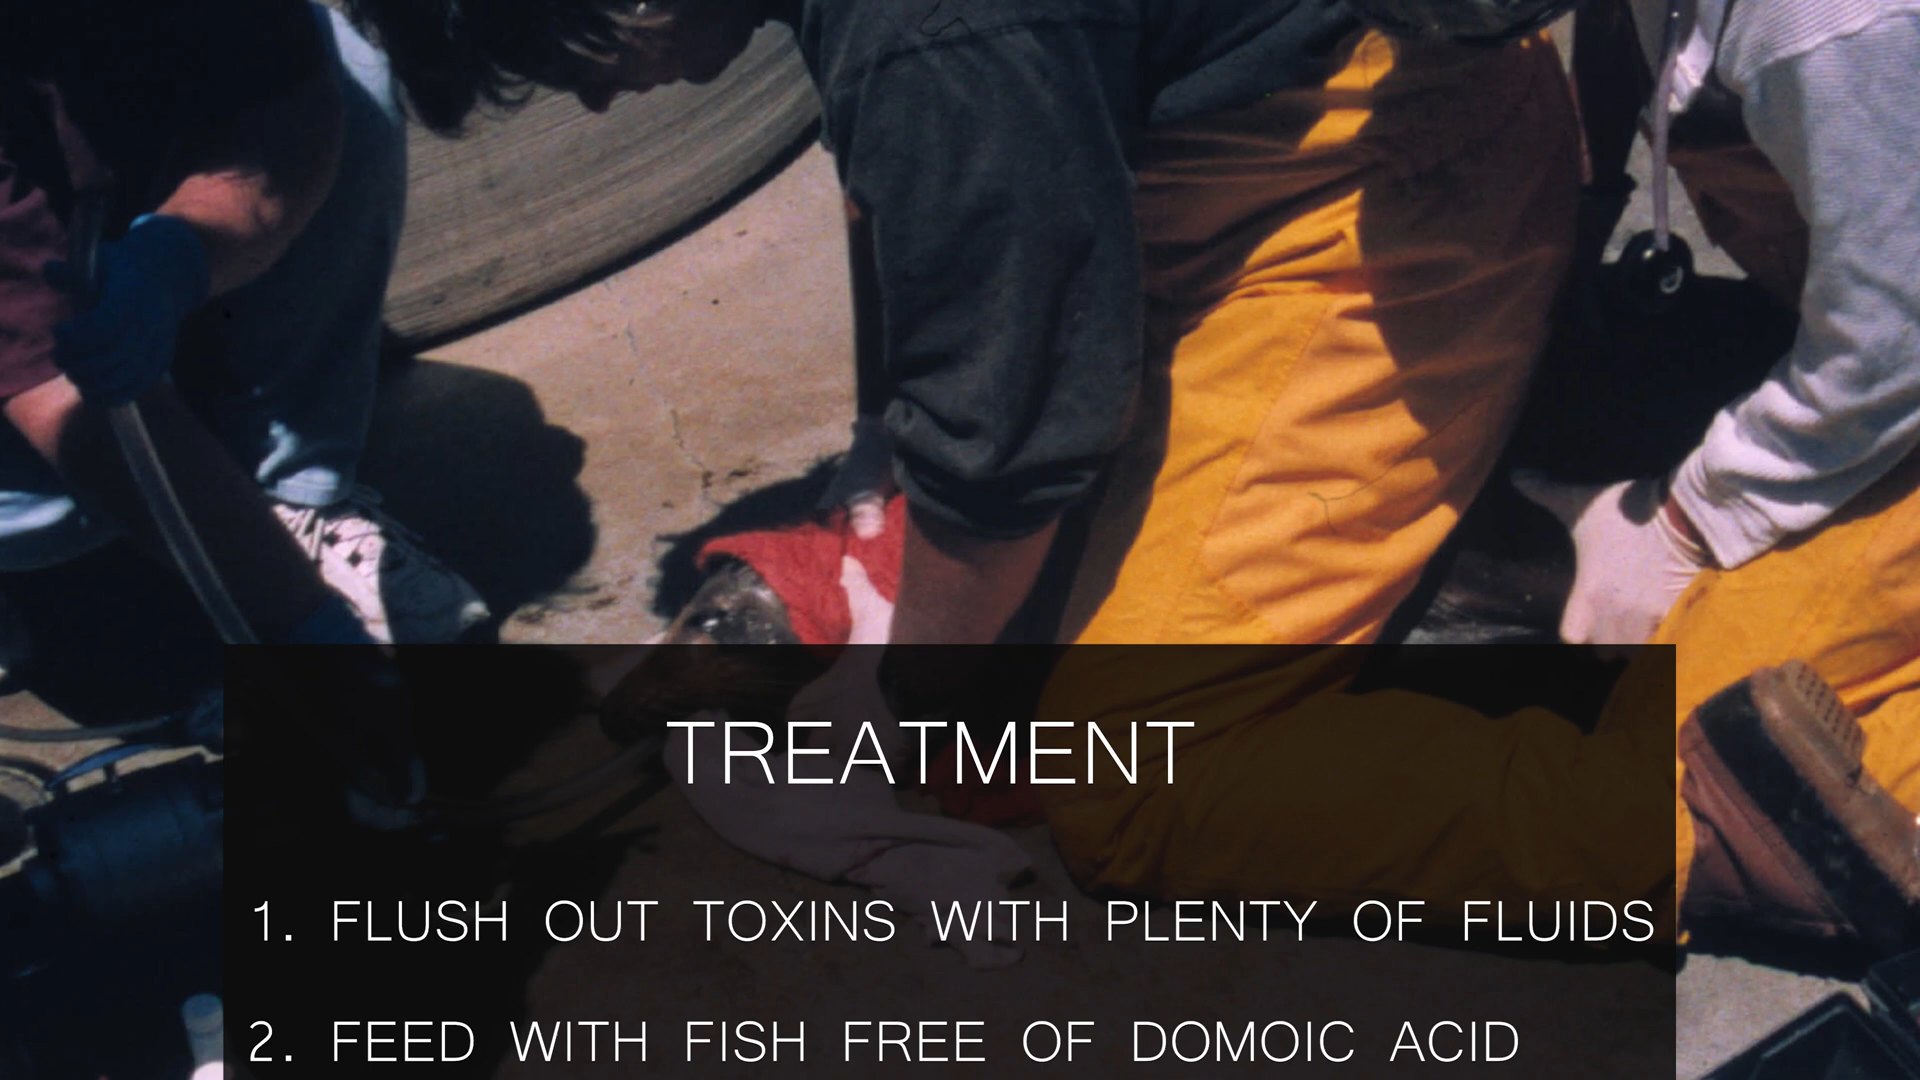 TREATMENT
1. FLUSH OUT TOXINS WITH PLENTY OF FLUIDS
2. FEED WITH FISH FREE OF DOMOIC ACID